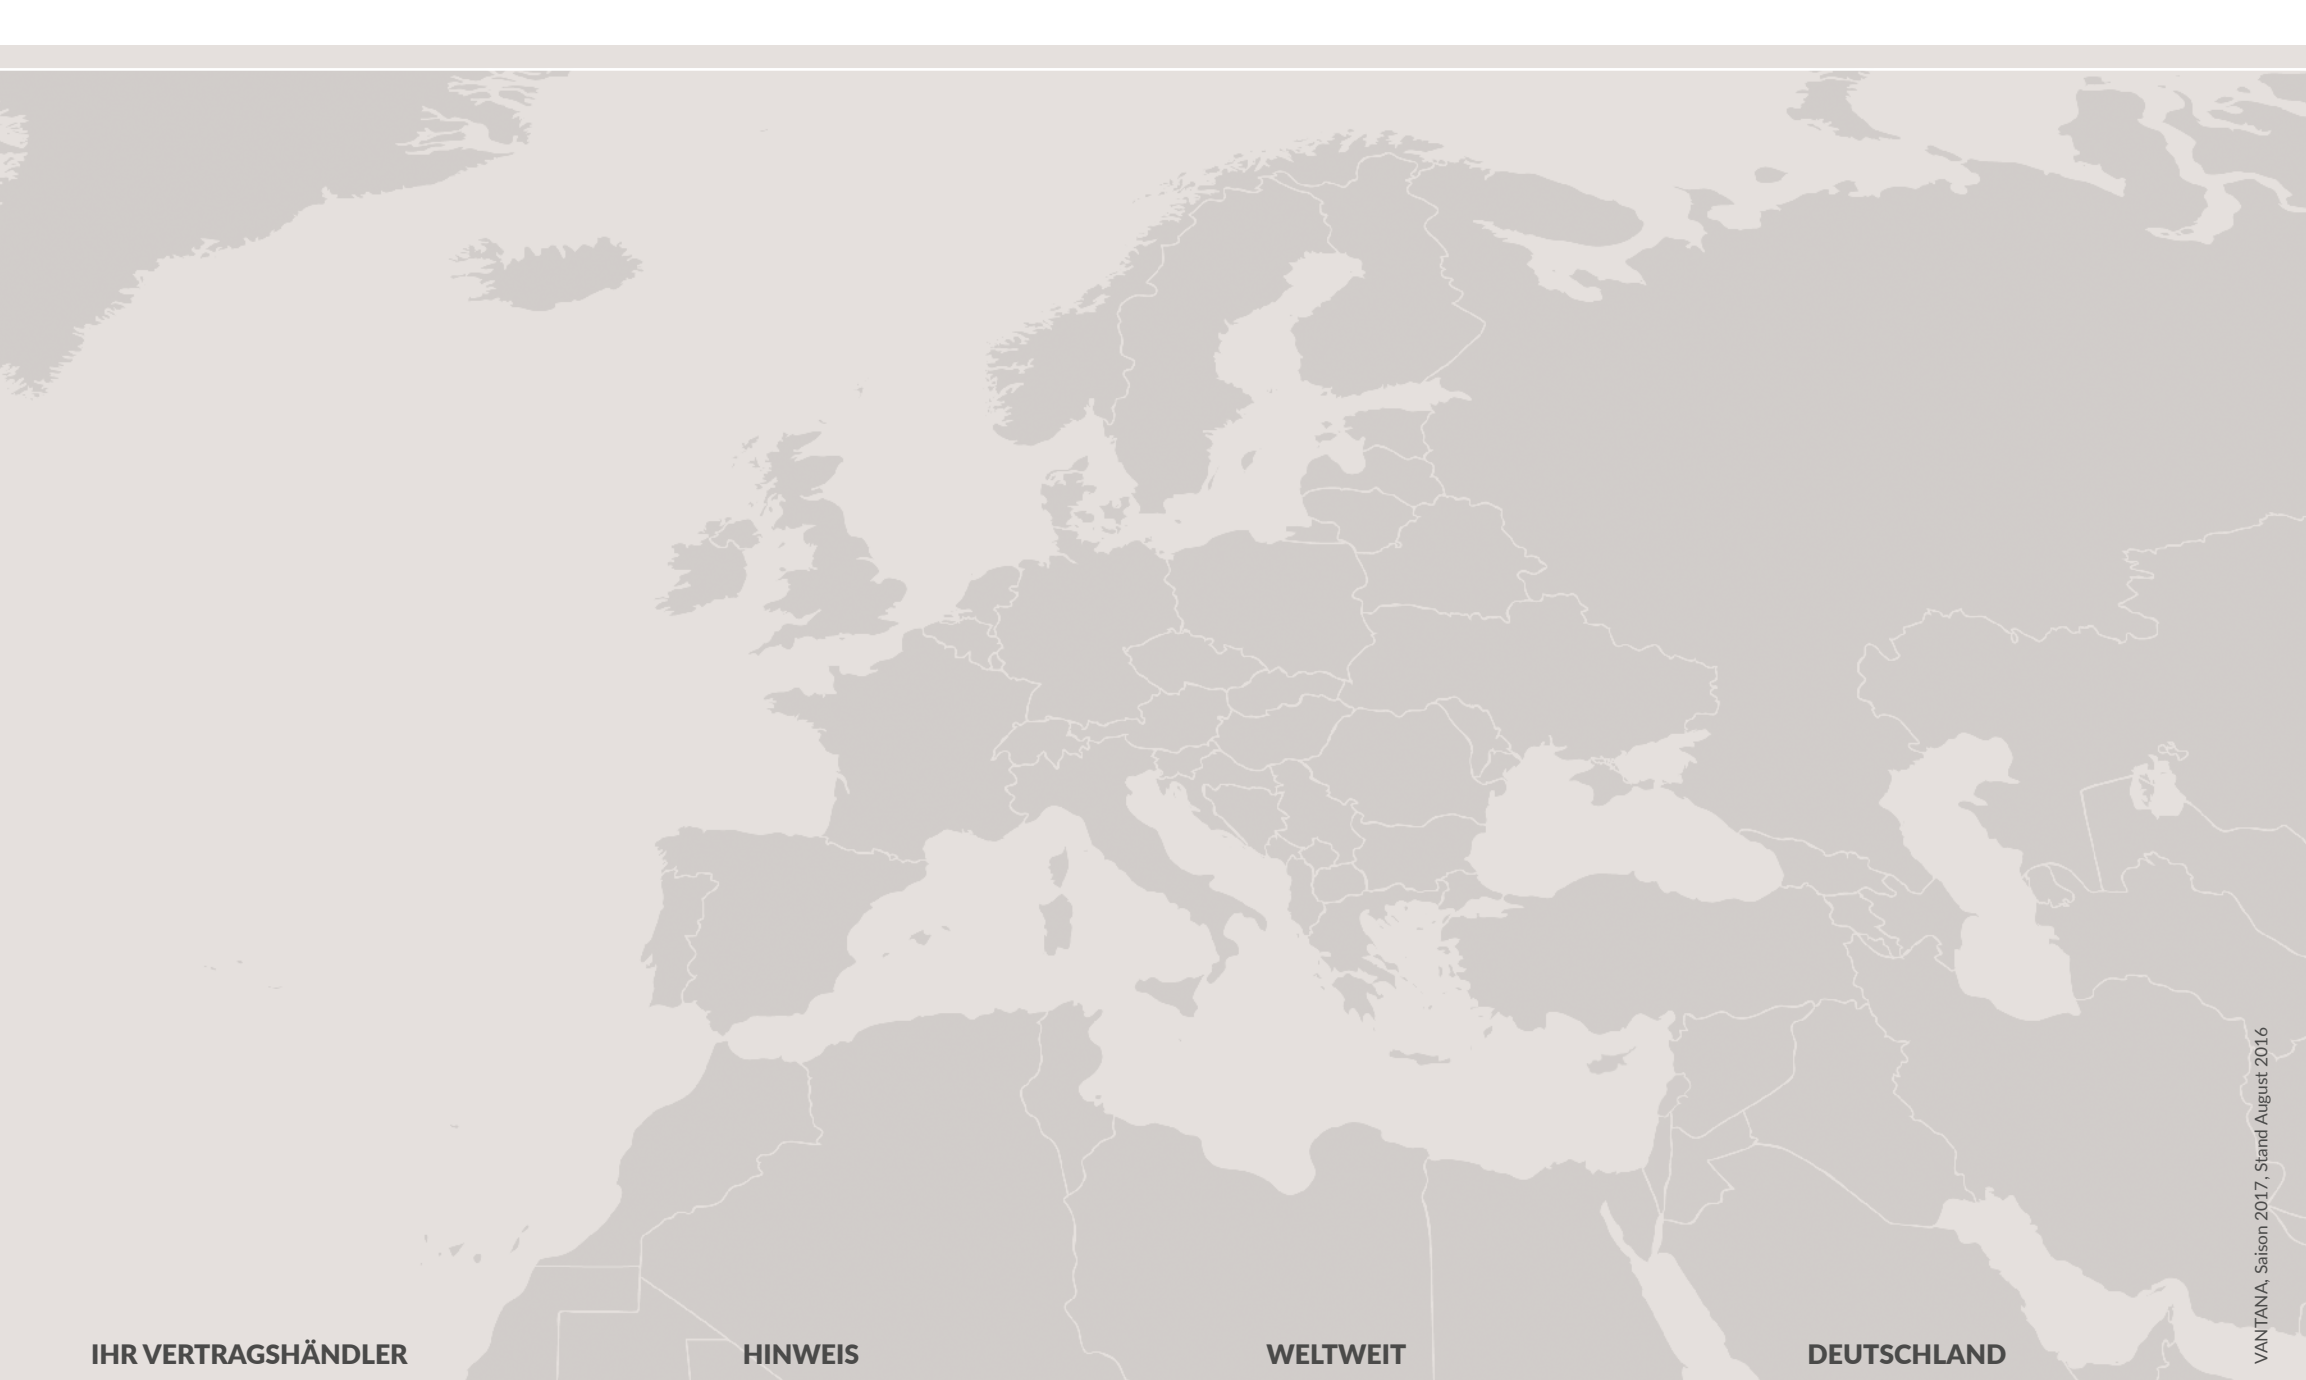 VANTANA, Saison 2017, Stand August 2016
IHR VERTRAGSHÄNDLER
HINWEIS
WELTWEIT
DEUTSCHLAND